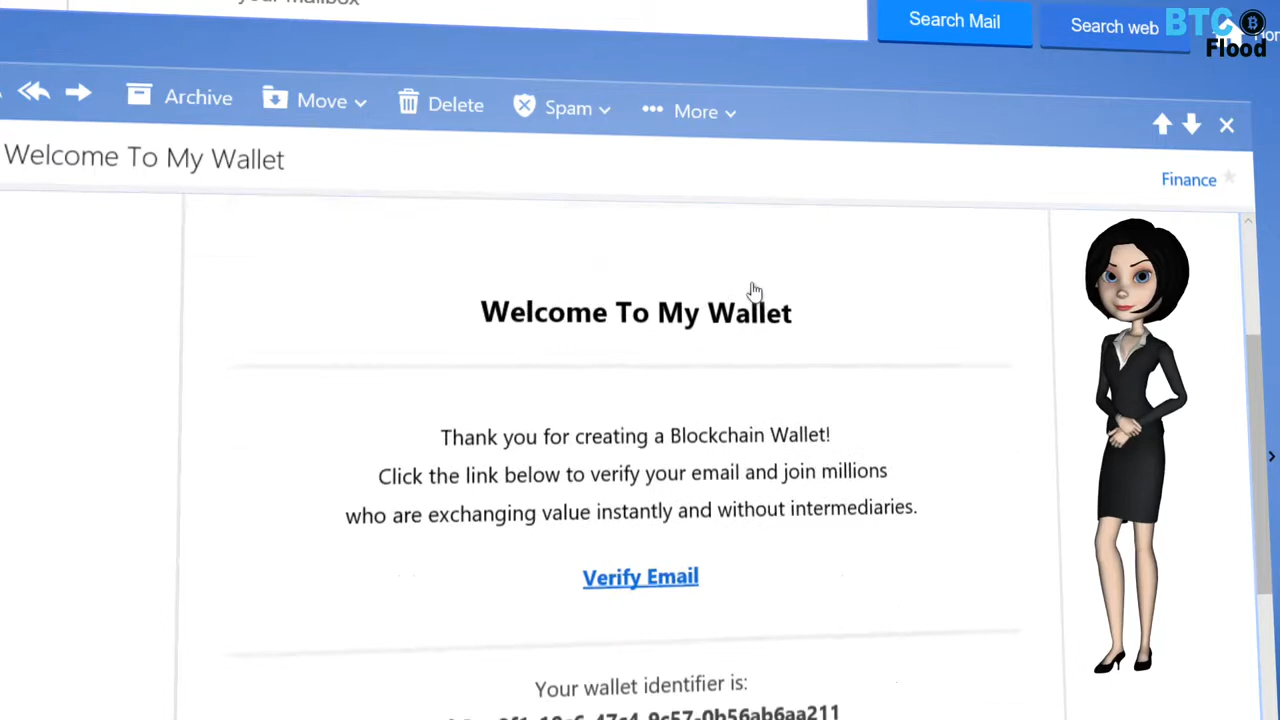 your mailbox
Search Mail
Search web
BTC
Flood
Archive
Move
Delete
Spam
More
Welcome To My Wallet
Finance
Welcome To My Wallet
Thank you for creating a Blockchain Wallet!
Click the link below to verify your email and join millions
who are exchanging value instantly and without intermediaries.
Verify Email
Your wallet identifier is: